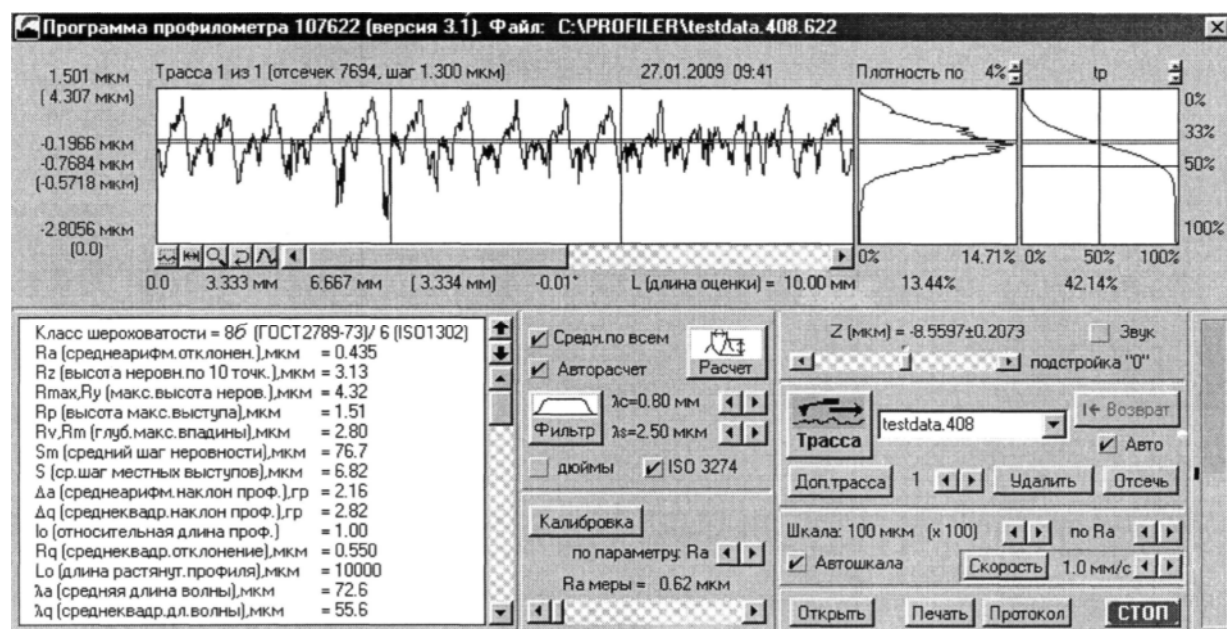 Программа профилометра 107622 (версия 3.1). Файл: C:\PROFILER\testdata.408.622
Трасса 1 из 1 (отсечек 7694, шаг 1.300 мкм) 27.01.2009 09:41 Плотность по 4% tp
1.501 мкм
( 4.307 мкм)
-0.1966 мкм
-0.7684 мкм
(-0.5718 мкм)
-2.8056 мкм
(0.0)
0%
33%
50%
100%
0% 14.71% 0% 50% 100%
0.0 3.333 мм 6.667 мм ( 3.334 мм) -0.01° L (длина оценки) = 10.00 мм 13.44% 42.14%
Класс шероховатости = 8б (ГОСТ2789-73)/ 6 (ISO1302)
Ra (среднеарифм.отклонен.),мкм = 0.435
Rz (высота неровн.по 10 точк.),мкм = 3.13
Rmax,Ry (макс.высота неров.),мкм = 4.32
Rp (высота макс.выступа),мкм = 1.51
Rv,Rm (глуб.макс.впадины),мкм = 2.80
Sm (средний шаг неровности),мкм = 76.7
S (ср.шаг местных выступов),мкм = 6.82
Δa (среднеарифм.наклон проф.),гр = 2.16
Δq (среднеквадр.наклон проф.),гр = 2.82
lo (относительная длина проф.) = 1.00
Rq (среднеквадр.отклонение),мкм = 0.550
Lo (длина растянут.профиля),мкм = 10000
λa (средняя длина волны),мкм = 72.6
λq (среднеквадр.дл.волны),мкм = 55.6
Средн.по всем
Авторасчет
Расчет
Фильтр
λc=0.80 мм
λs=2.50 мкм
дюймы ISO 3274
Калибровка
по параметру: Ra
Ra меры = 0.62 мкм
Z (мкм) = -8.5597±0.2073 Звук
подстройка "0"
Трасса
testdata.408
Возврат
Авто
Доп.трасса 1 Удалить Отсечь
Шкала: 100 мкм (x 100) по Ra
Автошкала Скорость 1.0 мм/с
Открыть Печать Протокол СТОП